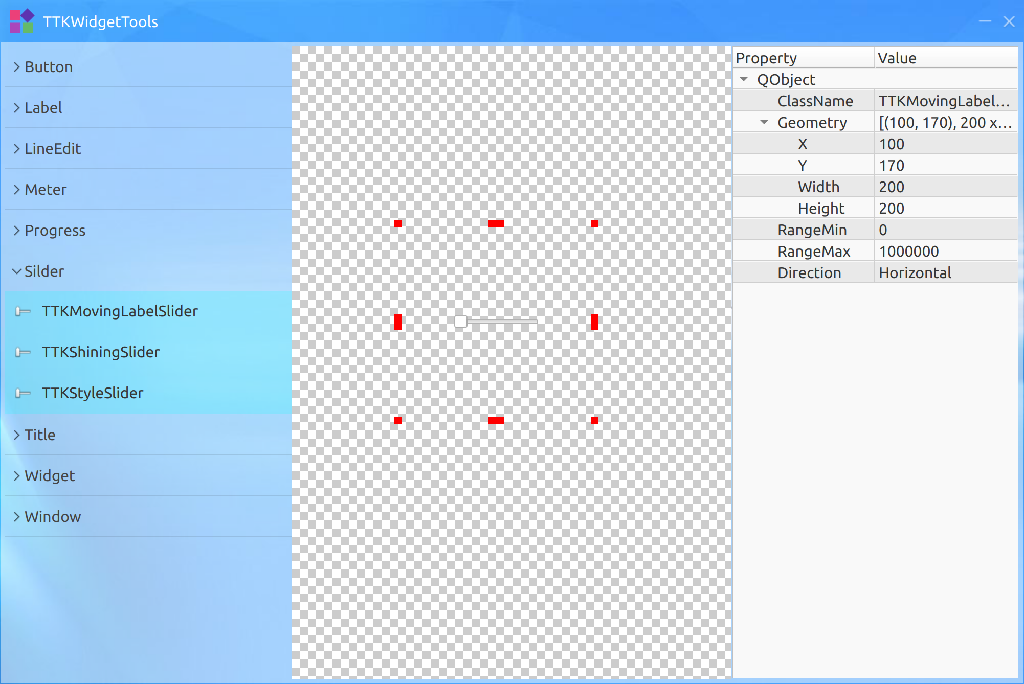 TTKWidgetTools
Button
Label
LineEdit
Meter
Progress
Silder
TTKMovingLabelSlider
TTKShiningSlider
TTKStyleSlider
Title
Widget
Window
Property Value
QObject
ClassName TTKMovingLabel...
Geometry [(100, 170), 200 x...
X 100
Y 170
Width 200
Height 200
RangeMin 0
RangeMax 1000000
Direction Horizontal